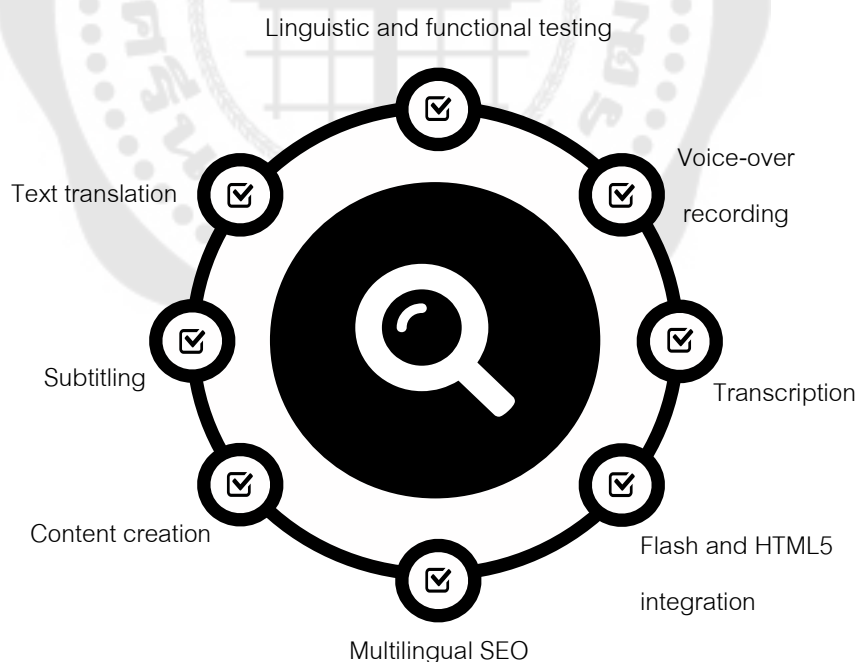 Linguistic and functional testing
Voice-over
recording
Text translation
Subtitling
Transcription
Content creation
Flash and HTML5
integration
Multilingual SEO